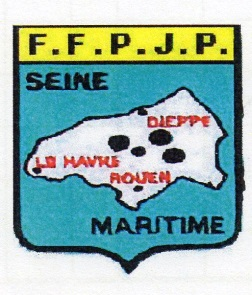 F.F.P.J.P.
SEINE
DIEPPE
LE HAVRE
ROUEN
MARITIME